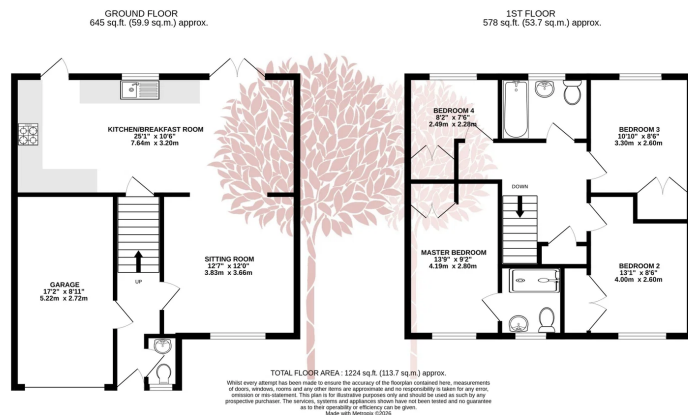 GROUND FLOOR
645 sq.ft. (59.9 sq.m.) approx.
KITCHEN/BREAKFAST ROOM
25'1" x 10'6"
7.64m x 3.20m
SITTING ROOM
12'7" x 12'0"
3.83m x 3.66m
GARAGE
17'2" x 8'11"
5.22m x 2.72m
UP
1ST FLOOR
578 sq.ft. (53.7 sq.m.) approx.
BEDROOM 4
8'2" x 7'6"
2.49m x 2.28m
BEDROOM 3
10'10" x 8'6"
3.30m x 2.60m
DOWN
MASTER BEDROOM
13'9" x 9'2"
4.19m x 2.80m
BEDROOM 2
13'1" x 8'6"
4.00m x 2.60m
TOTAL FLOOR AREA : 1224 sq.ft. (113.7 sq.m.) approx.
Whilst every attempt has been made to ensure the accuracy of the floorplan contained here, measurements
of doors, windows, rooms and any other items are approximate and no responsibility is taken for any error,
omission or mis-statement. This plan is for illustrative purposes only and should be used as such by any
prospective purchaser. The services, systems and appliances shown have not been tested and no guarantee
as to their operability or efficiency can be given.
Made with Metropix ©2026